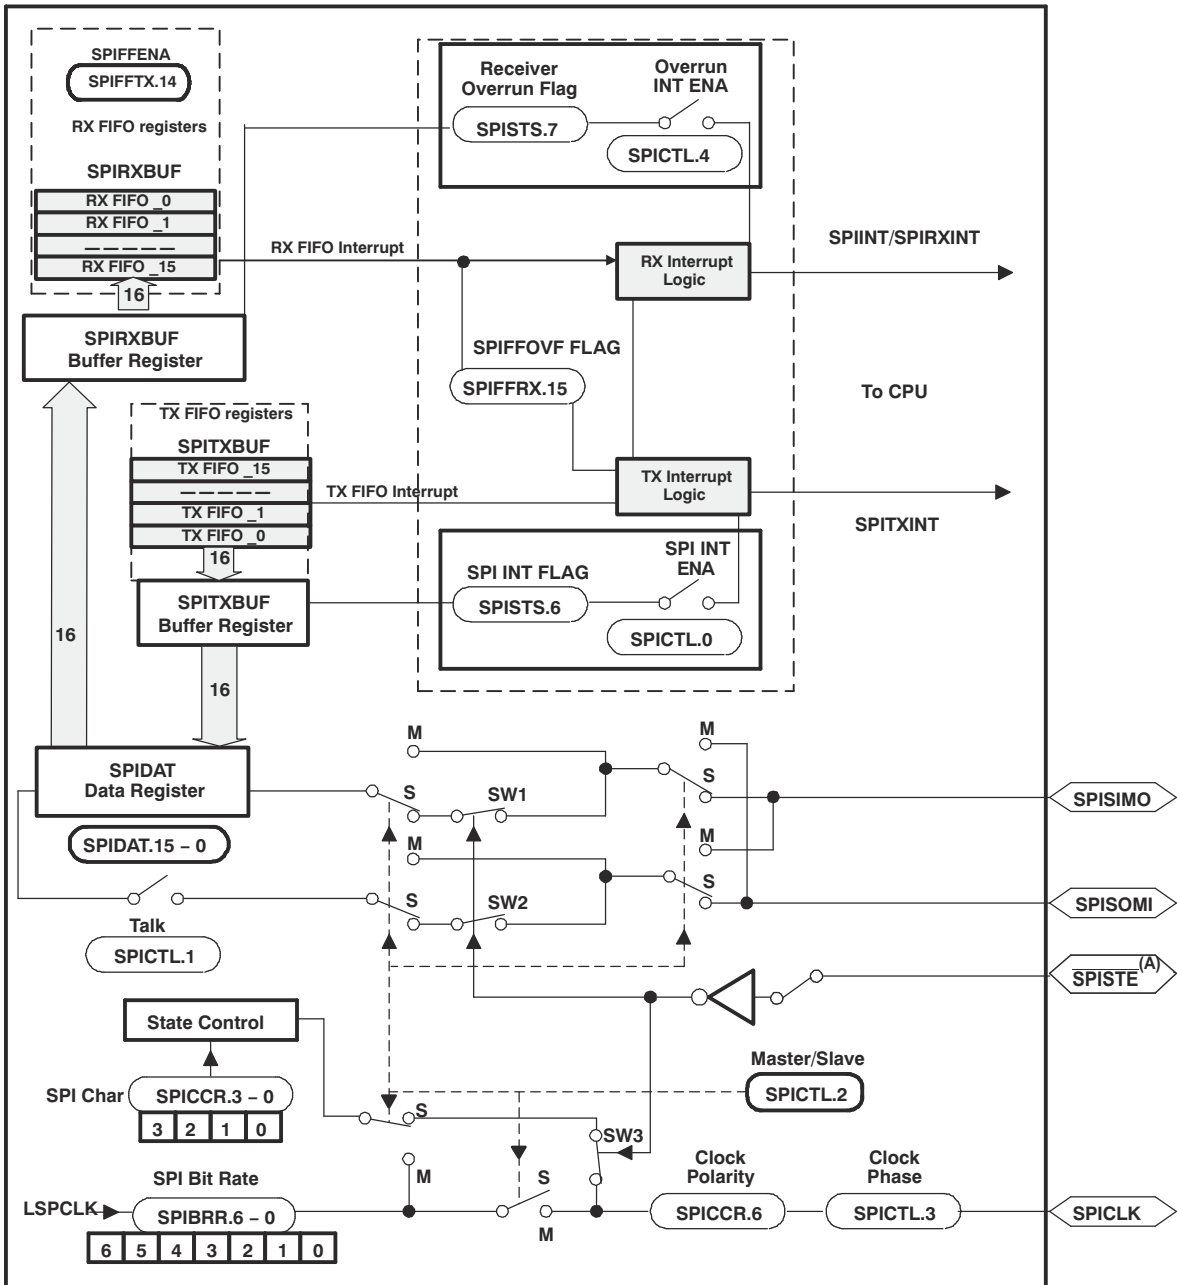 SPIFFENA
SPIFFTX.14
RX FIFO registers
SPIRXBUF
RX FIFO _0
RX FIFO _1
–––––
RX FIFO _15
16
SPIRXBUF
Buffer Register
Receiver
Overrun Flag
SPISTS.7
Overrun
INT ENA
SPICTL.4
RX FIFO Interrupt
RX Interrupt
Logic
SPIINT/SPIRXINT
SPIFFOVF FLAG
SPIFFRX.15
To CPU
TX FIFO registers
SPITXBUF
TX FIFO _15
–––––
TX FIFO _1
TX FIFO _0
16
TX FIFO Interrupt
TX Interrupt
Logic
SPITXINT
SPITXBUF
Buffer Register
SPI INT FLAG
SPISTS.6
SPI INT
ENA
SPICTL.0
16
16
SPIDAT
Data Register
SPIDAT.15 – 0
M
S
SW1
M
S
SPISIMO
M
S
SW2
M
S
SPISOMI
Talk
SPICTL.1
SPISTE (A)
State Control
Master/Slave
SPICTL.2
SPI Char
SPICCR.3 – 0
3 2 1 0
S
M
SW3
SPI Bit Rate
LSPCLK
SPIBRR.6 – 0
6 5 4 3 2 1 0
S
M
Clock
Polarity
SPICCR.6
Clock
Phase
SPICTL.3
SPICLK